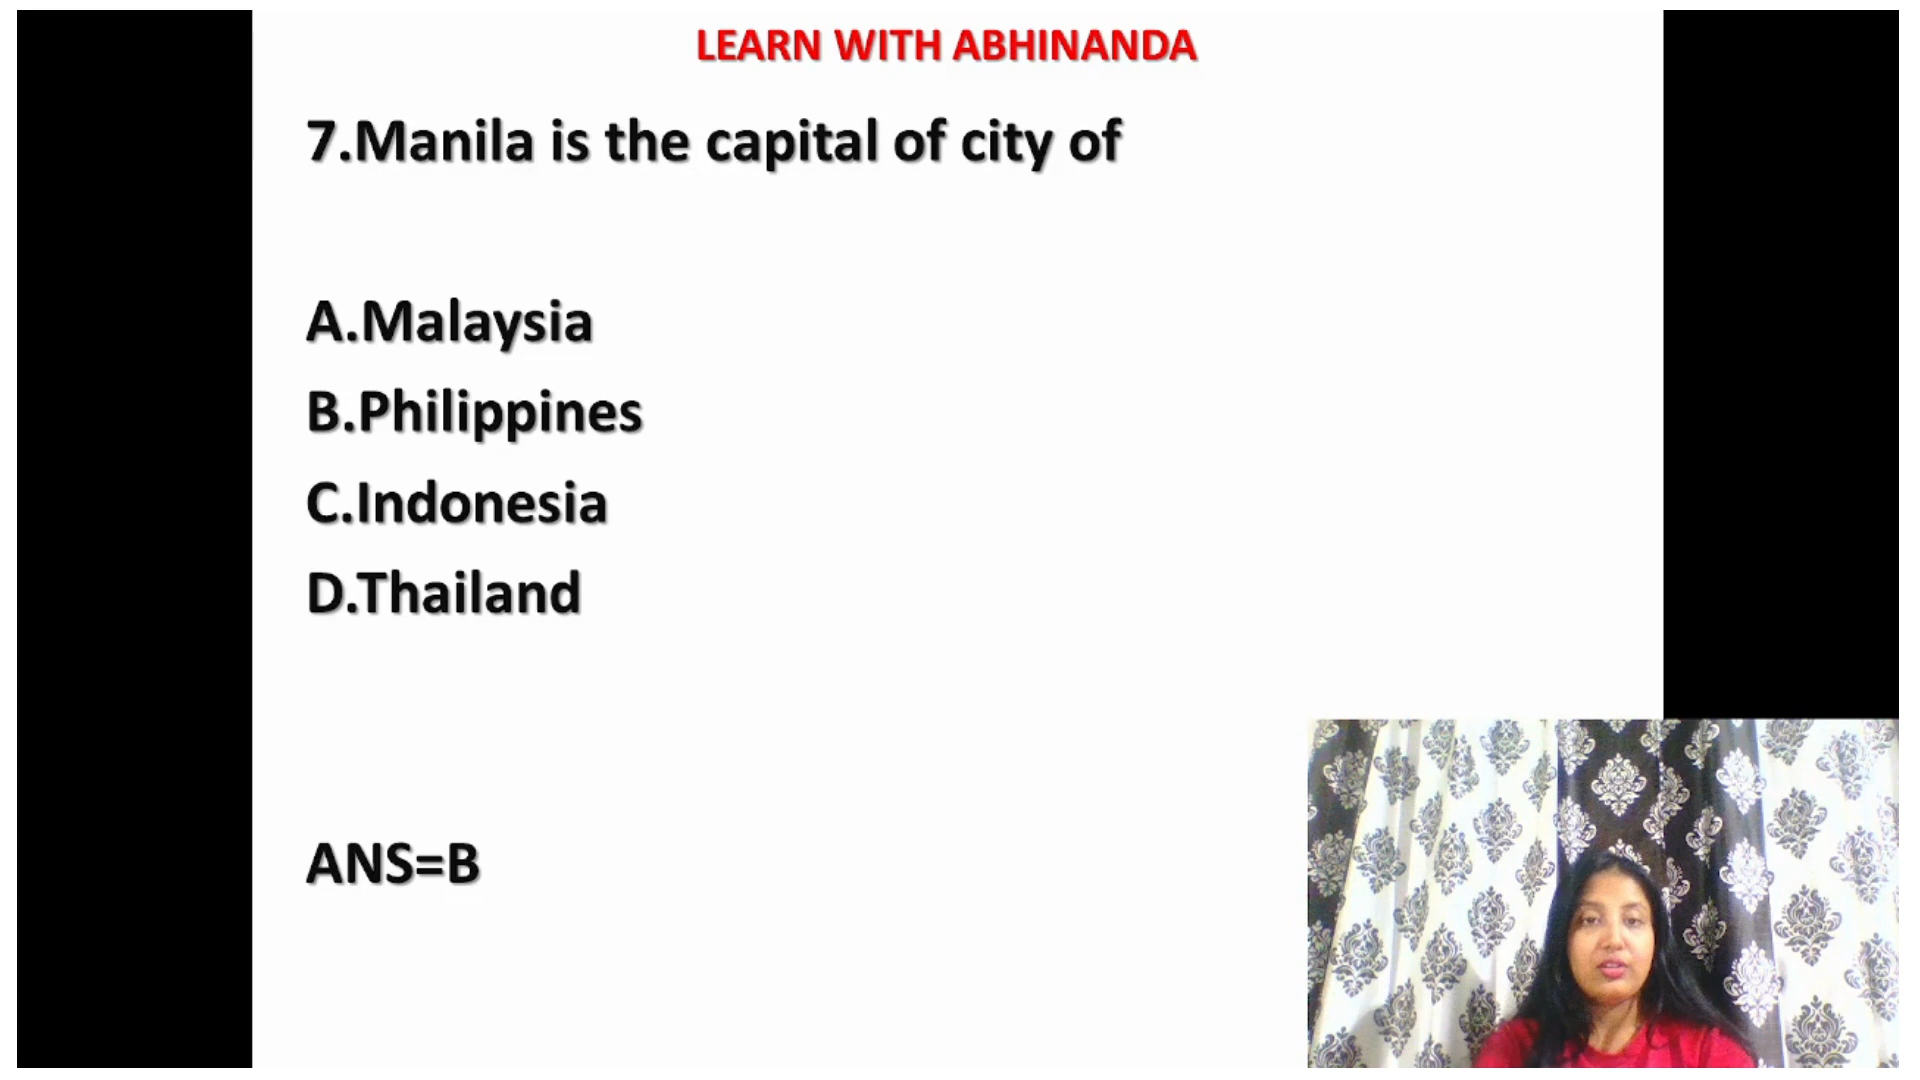 LEARN WITH ABHINANDA
7.Manila is the capital of city of
A.Malaysia
B.Philippines
C.Indonesia
D.Thailand
ANS=B